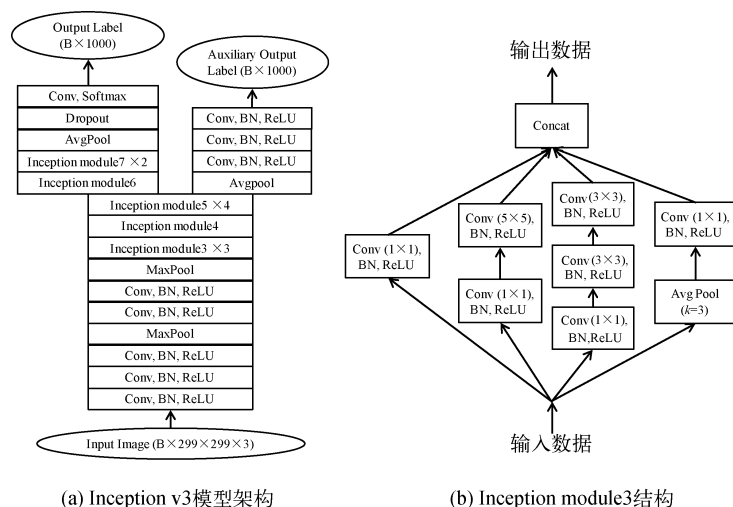 Output Label
(B×1000)
Auxiliary Output
Label (B×1000)
Conv, Softmax
Dropout
AvgPool
Inception module7 ×2
Inception module6
Conv, BN, ReLU
Conv, BN, ReLU
Conv, BN, ReLU
Avgpool
Inception module5 ×4
Inception module4
Inception module3 ×3
MaxPool
Conv, BN, ReLU
Conv, BN, ReLU
MaxPool
Conv, BN, ReLU
Conv, BN, ReLU
Conv, BN, ReLU
Input Image (B×299×299×3)
(a) Inception v3模型架构
输出数据
Concat
Conv (1×1),
BN, ReLU
Conv (5×5),
BN, ReLU
Conv (1×1),
BN, ReLU
Conv (3×3),
BN, ReLU
Conv (3×3),
BN, ReLU
Conv (1×1),
BN,ReLU
Conv (1×1),
BN, ReLU
Avg Pool
(k=3)
输入数据
(b) Inception module3结构